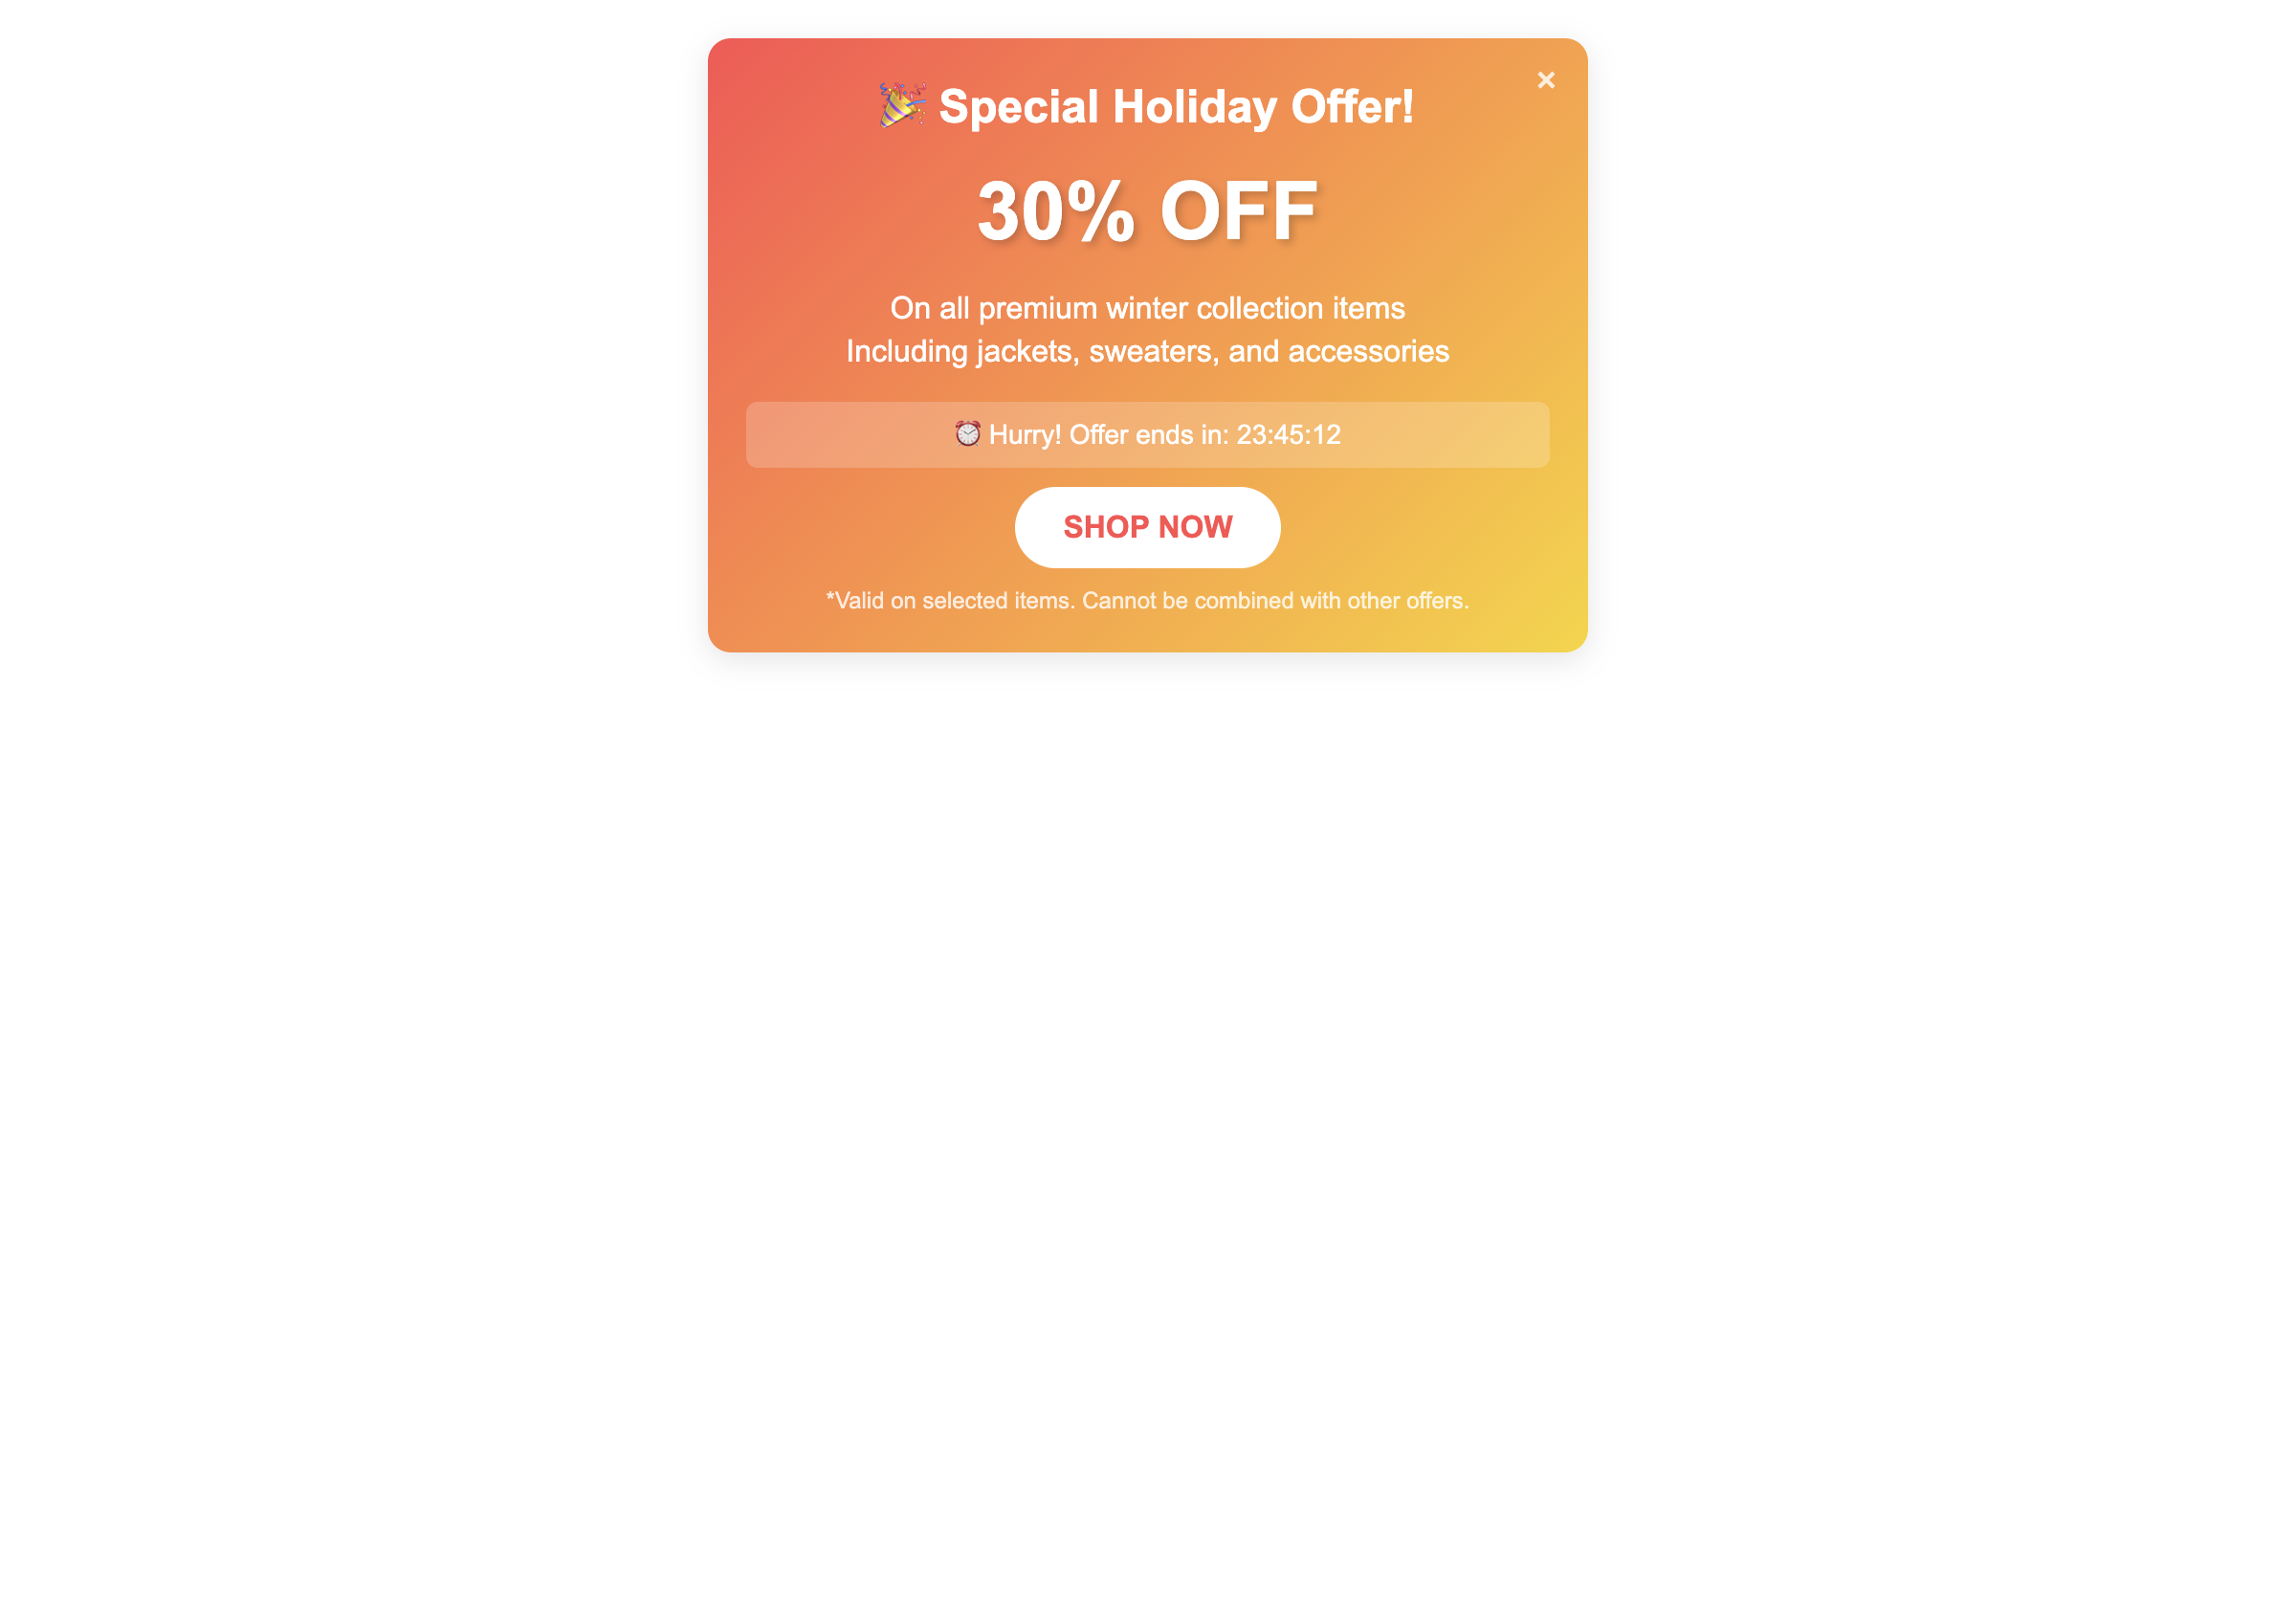 ×
🎉 Special Holiday Offer!
30% OFF
On all premium winter collection items
Including jackets, sweaters, and accessories
⏰ Hurry! Offer ends in: 23:45:12
SHOP NOW
*Valid on selected items. Cannot be combined with other offers.